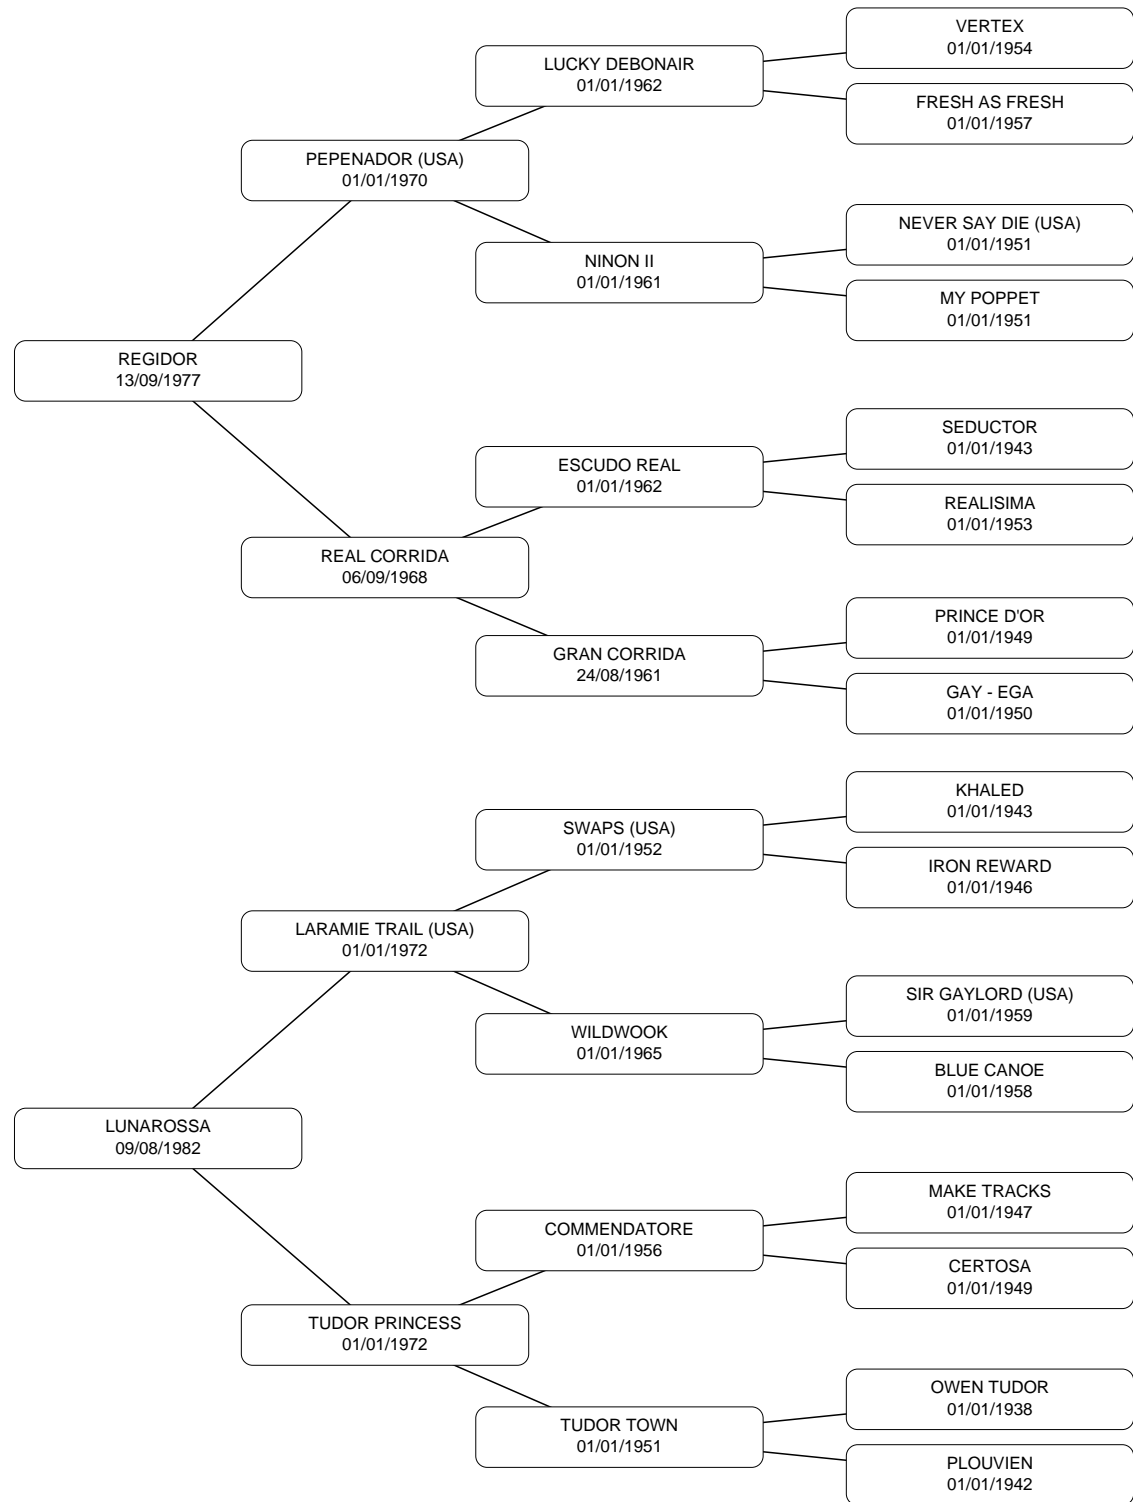 VERTEX
01/01/1954
LUCKY DEBONAIR
01/01/1962
FRESH AS FRESH
01/01/1957
PEPENADOR (USA)
01/01/1970
NEVER SAY DIE (USA)
01/01/1951
NINON II
01/01/1961
MY POPPET
01/01/1951
REGIDOR
13/09/1977
SEDUCTOR
01/01/1943
ESCUDO REAL
01/01/1962
REALISIMA
01/01/1953
REAL CORRIDA
06/09/1968
PRINCE D'OR
01/01/1949
GRAN CORRIDA
24/08/1961
GAY - EGA
01/01/1950
KHALED
01/01/1943
SWAPS (USA)
01/01/1952
IRON REWARD
01/01/1946
LARAMIE TRAIL (USA)
01/01/1972
SIR GAYLORD (USA)
01/01/1959
WILDWOOK
01/01/1965
BLUE CANOE
01/01/1958
LUNAROSSA
09/08/1982
MAKE TRACKS
01/01/1947
COMMENDATORE
01/01/1956
CERTOSA
01/01/1949
TUDOR PRINCESS
01/01/1972
OWEN TUDOR
01/01/1938
TUDOR TOWN
01/01/1951
PLOUVIEN
01/01/1942